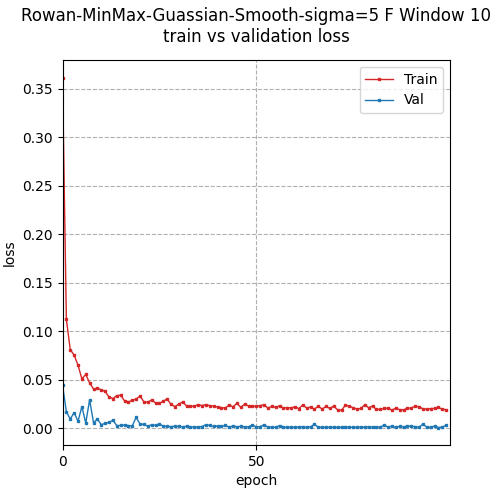 Rowan-MinMax-Guassian-Smooth-sigma=5 F Window 10
train vs validation loss
Train
Val
0.35
0.30
0.25
0.20
0.15
0.10
0.05
0.00
loss
0
50
epoch